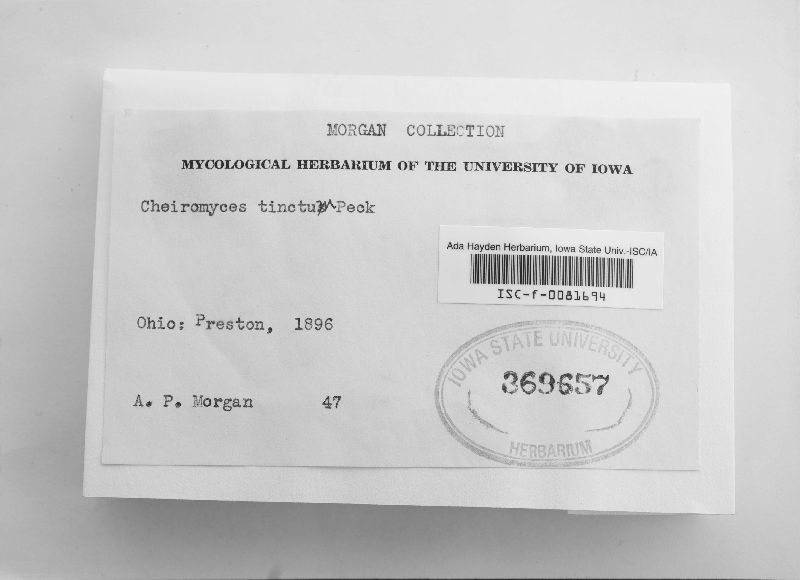 MORGAN COLLECTION
MYCOLOGICAL HERBARIUM OF THE UNIVERSITY OF IOWA
Cheiromyces Peck
Ada Hayden Herbarium, Iowa State Univ.-ISC/IA
ISC-f-0081694
Ohio: Preston, 1896
IOWA STATE UNIVERSITY
369657
HERBARIUM
A. P. Morgan 47